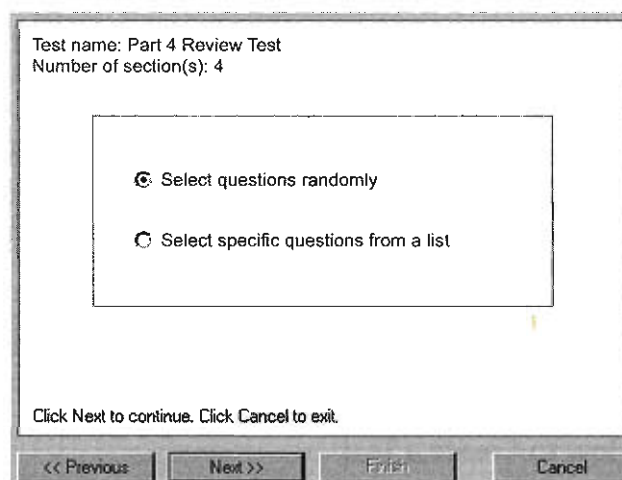 Test name: Part 4 Review Test
Number of section(s): 4
Select questions randomly
Select specific questions from a list
Click Next to continue. Click Cancel to exit.
<< Previous
Next >>
Finish
Cancel